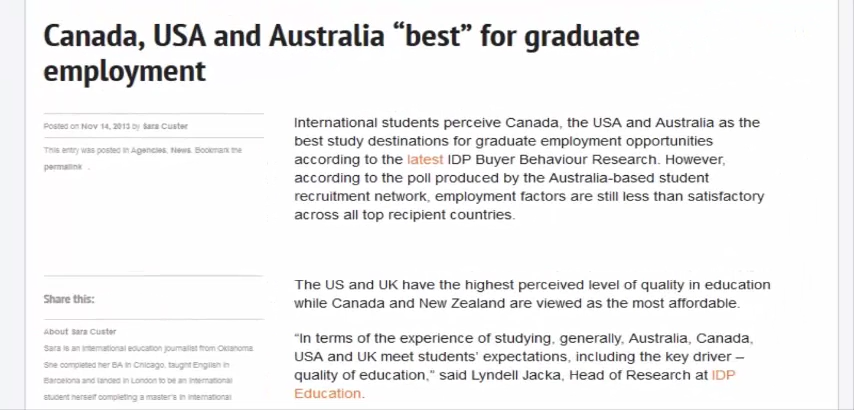 Canada, USA and Australia “best” for graduate
employment
Posted on Nov 14, 2013 by Sara Custer
This entry was posted in Agencies, News. Bookmark the
permalink .
International students perceive Canada, the USA and Australia as the
best study destinations for graduate employment opportunities
according to the latest IDP Buyer Behaviour Research. However,
according to the poll produced by the Australia-based student
recruitment network, employment factors are still less than satisfactory
across all top recipient countries.
Share this:
About Sara Custer
Sara is an international education journalist from Oklahoma.
She completed her BA in Chicago, taught English in
Barcelona and landed in London to be an international
student herself completing a master's in international
The US and UK have the highest perceived level of quality in education
while Canada and New Zealand are viewed as the most affordable.
“In terms of the experience of studying, generally, Australia, Canada,
USA and UK meet students’ expectations, including the key driver –
quality of education,” said Lyndell Jacka, Head of Research at IDP
Education.